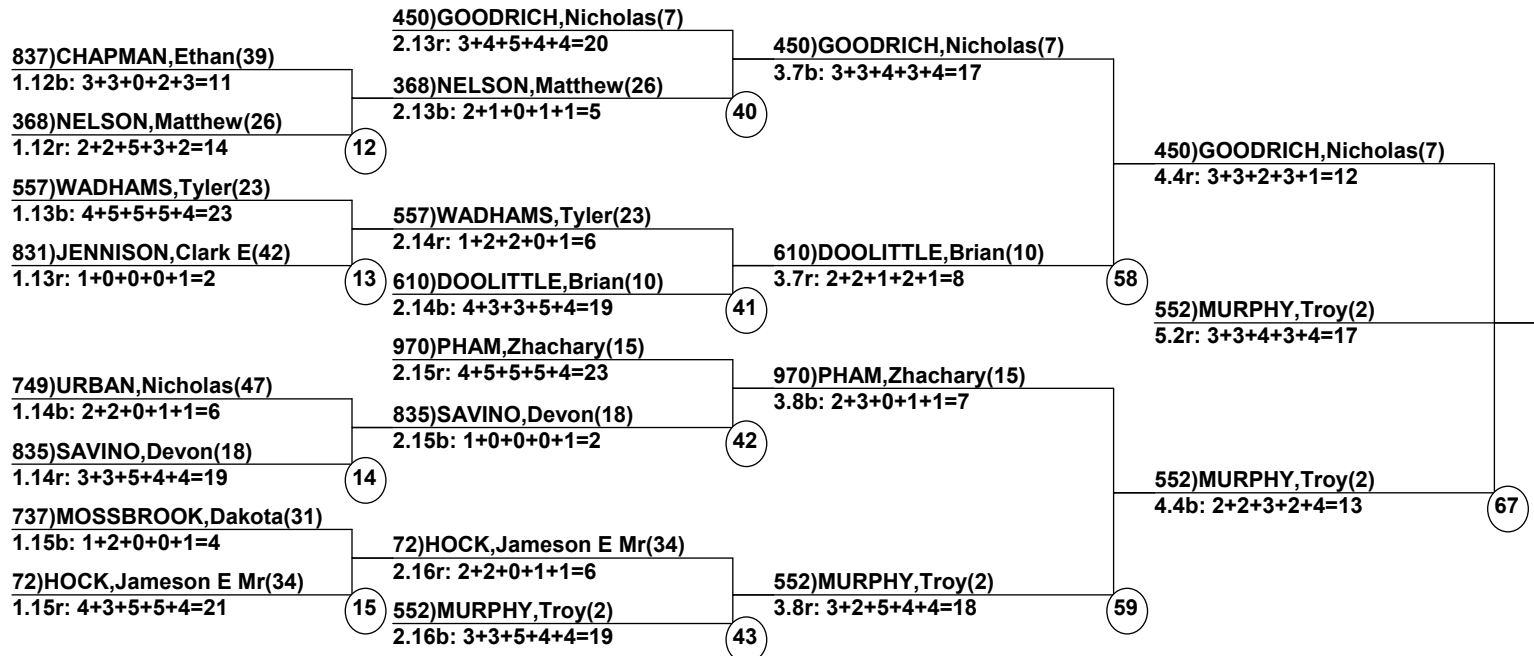 837)CHAPMAN,Ethan(39)
1.12b: 3+3+0+2+3=11
368)NELSON,Matthew(26)
1.12r: 2+2+5+3+2=14
12
557)WADHAMS,Tyler(23)
1.13b: 4+5+5+5+4=23
831)JENNISON,Clark E(42)
1.13r: 1+0+0+0+1=2
13
749)URBAN,Nicholas(47)
1.14b: 2+2+0+1+1=6
835)SAVINO,Devon(18)
1.14r: 3+3+5+4+4=19
14
737)MOSSBROOK,Dakota(31)
1.15b: 1+2+0+0+1=4
72)HOCK,Jameson E Mr(34)
1.15r: 4+3+5+5+4=21
15
450)GOODRICH,Nicholas(7)
2.13r: 3+4+5+4+4=20
368)NELSON,Matthew(26)
2.13b: 2+1+0+1+1=5
40
557)WADHAMS,Tyler(23)
2.14r: 1+2+2+0+1=6
610)DOOLITTLE,Brian(10)
2.14b: 4+3+3+5+4=19
41
970)PHAM,Zhachary(15)
2.15r: 4+5+5+5+4=23
835)SAVINO,Devon(18)
2.15b: 1+0+0+0+1=2
42
72)HOCK,Jameson E Mr(34)
2.16r: 2+2+0+1+1=6
552)MURPHY,Troy(2)
2.16b: 3+3+5+4+4=19
43
450)GOODRICH,Nicholas(7)
3.7b: 3+3+4+3+4=17
610)DOOLITTLE,Brian(10)
3.7r: 2+2+1+2+1=8
58
970)PHAM,Zhachary(15)
3.8b: 2+3+0+1+1=7
552)MURPHY,Troy(2)
3.8r: 3+2+5+4+4=18
59
450)GOODRICH,Nicholas(7)
4.4r: 3+3+2+3+1=12
552)MURPHY,Troy(2)
5.2r: 3+3+4+3+4=17
552)MURPHY,Troy(2)
4.4b: 2+2+3+2+4=13
67